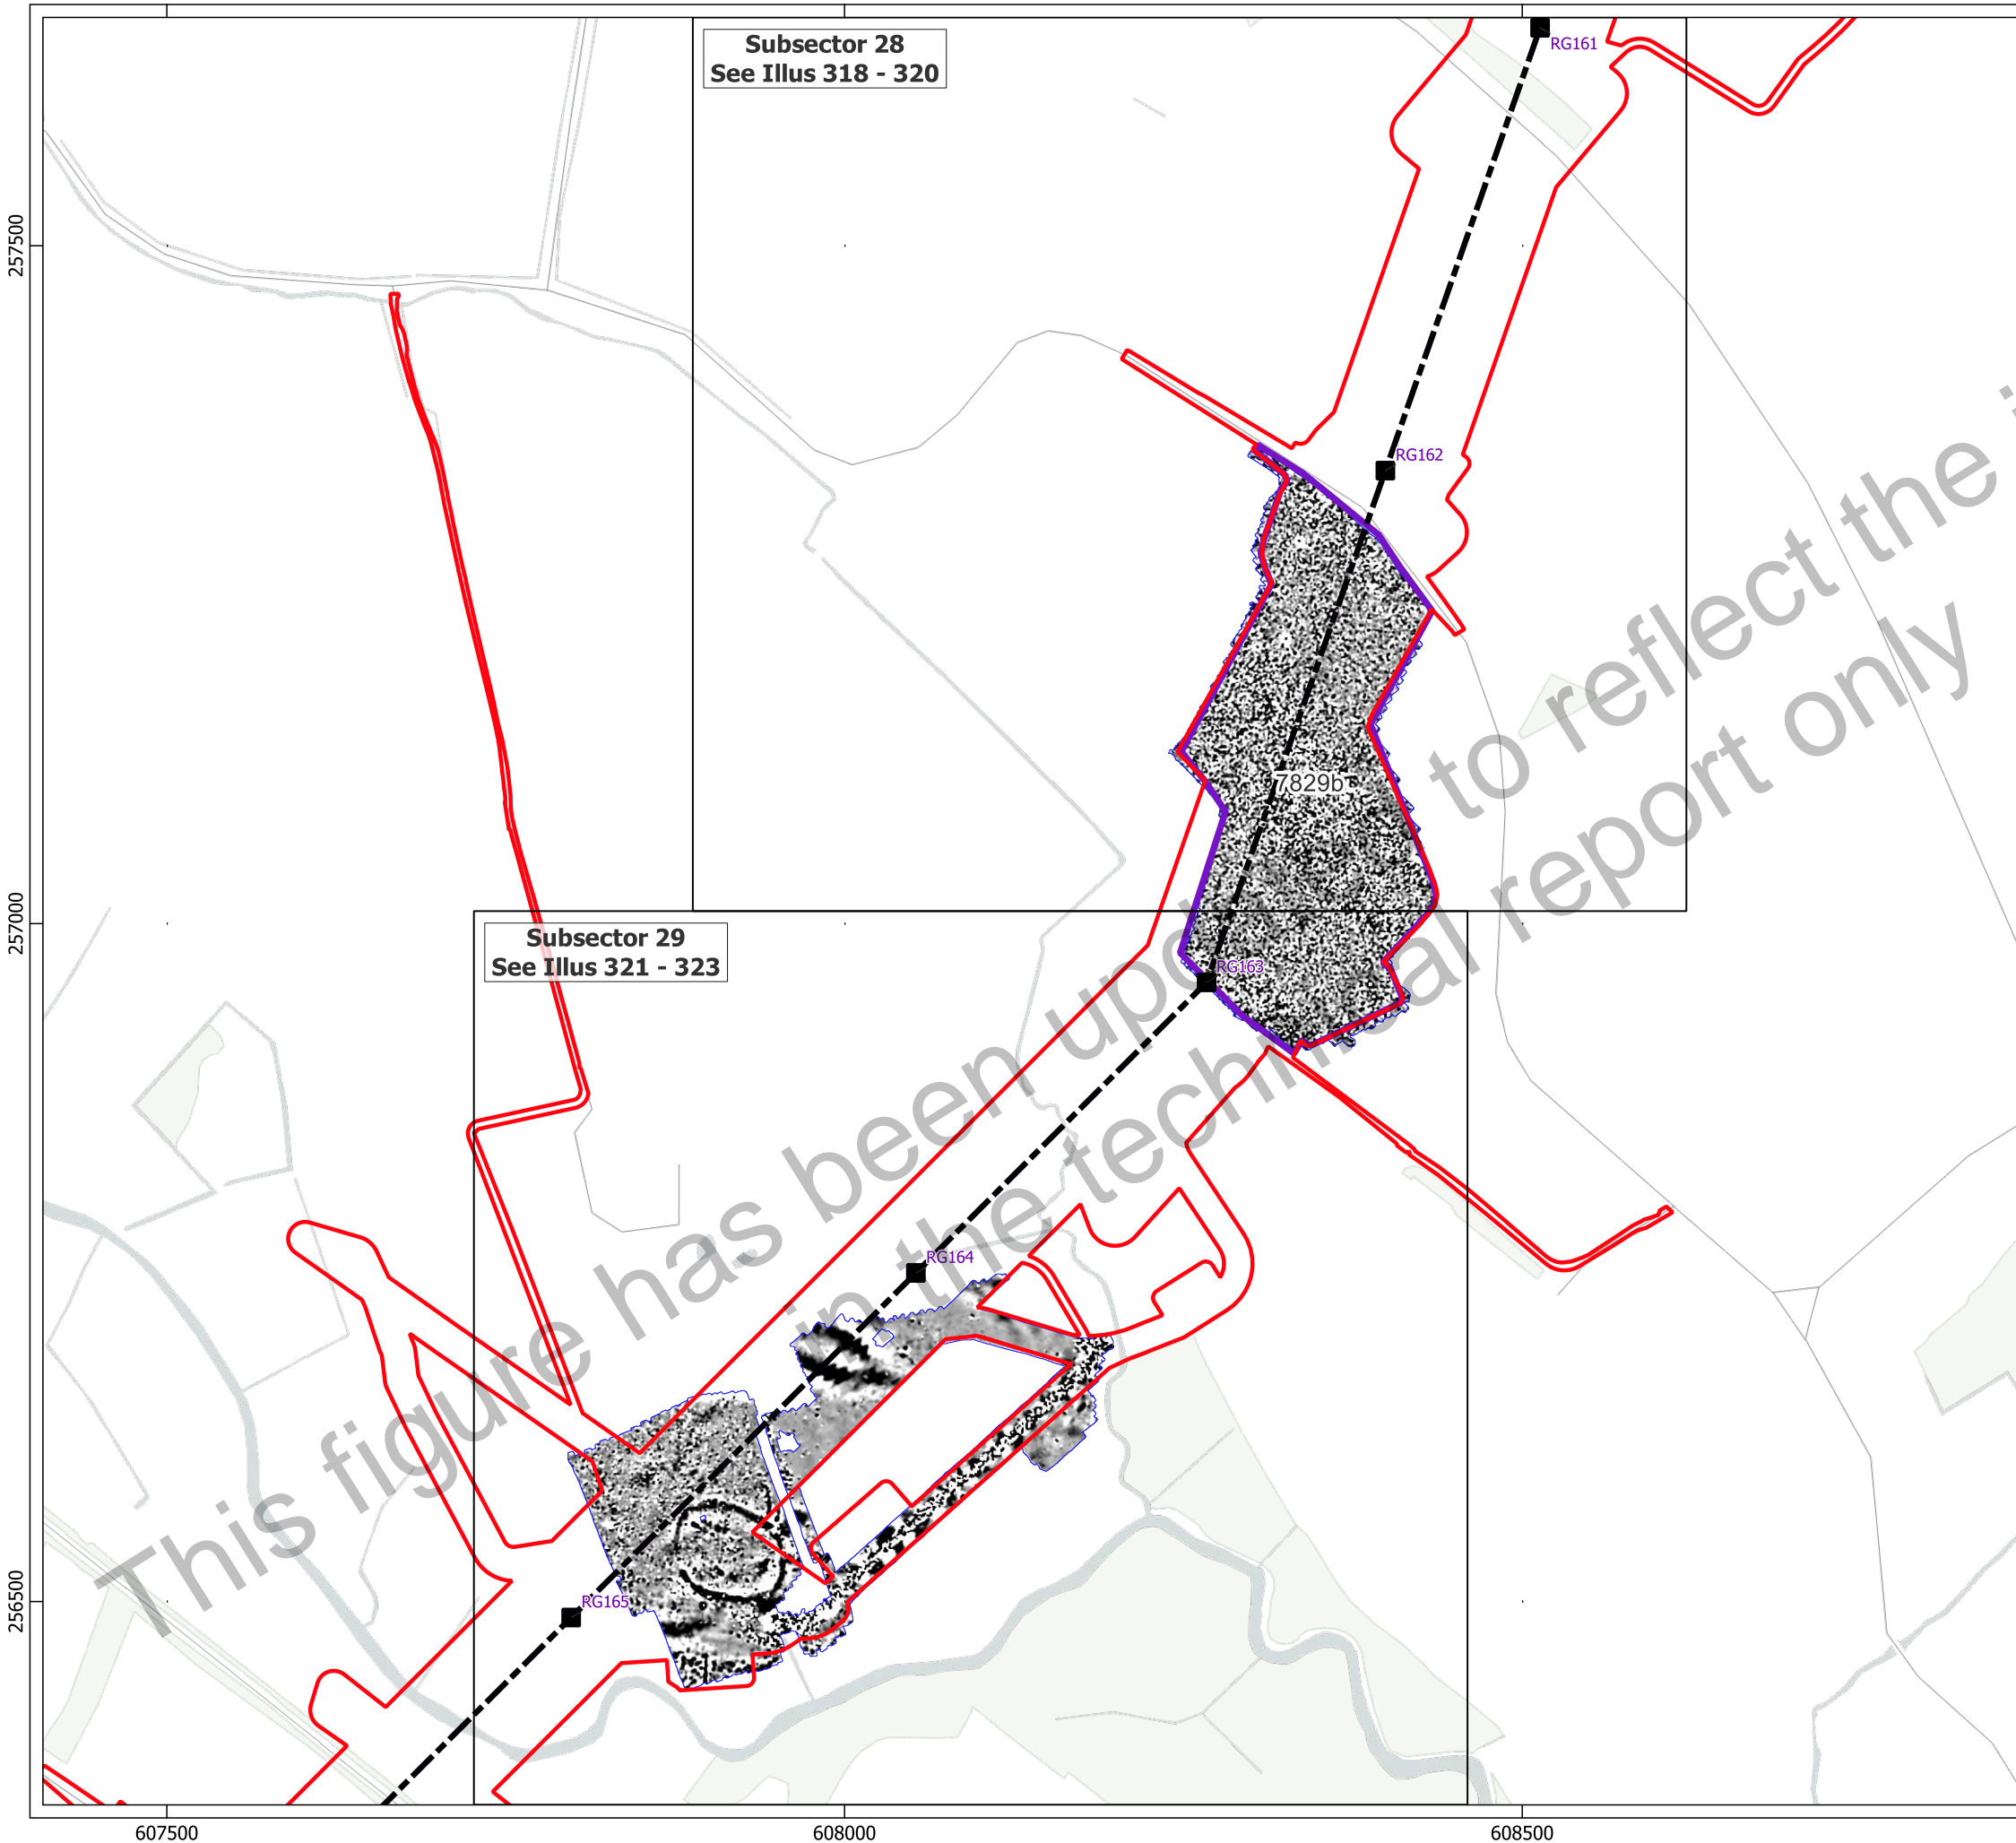 Subsector 28
See Illus 318 - 320
RG161
257500
RG162
7829b
257000
Subsector 29
See Illus 321 - 323
RG163
RG164
RG165
256500
607500
608000
608500
This figure has been upd to reflect the
in the technical report only